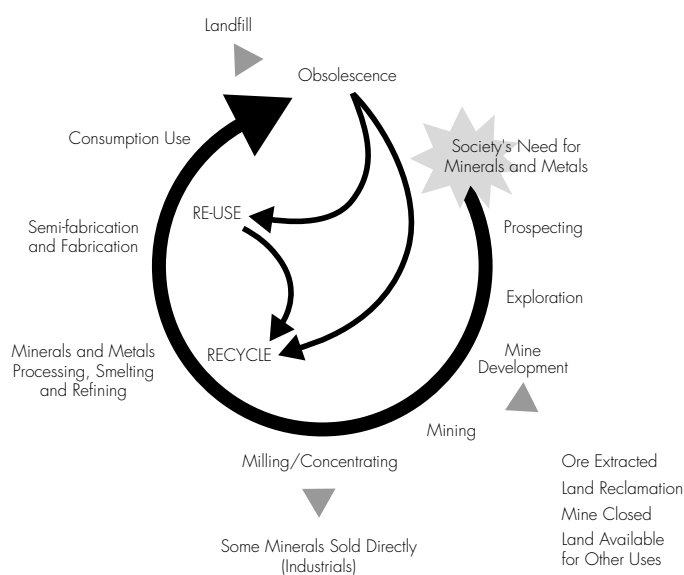 Landfill
Obsolescence
Society's Need for
Minerals and Metals
Consumption Use
RE-USE
Prospecting
Semi-fabrication
and Fabrication
Exploration
Minerals and Metals
Processing, Smelting
and Refining
RECYCLE
Mine
Development
Mining
Milling/Concentrating
Ore Extracted
Land Reclamation
Mine Closed
Land Available
for Other Uses
Some Minerals Sold Directly
(Industrials)